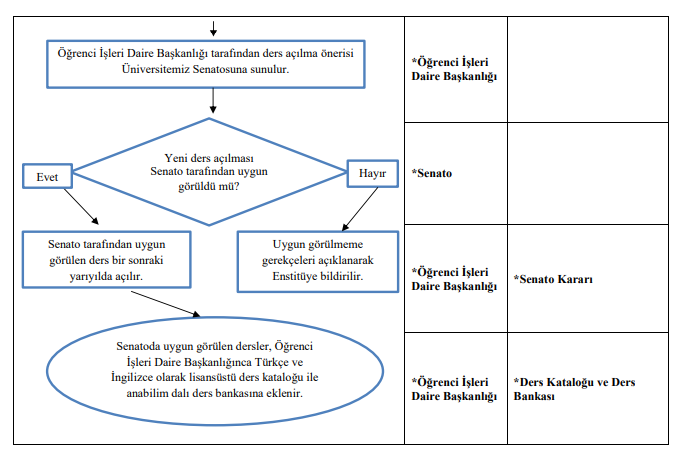 Öğrenci İşleri Daire Başkanlığı tarafından ders açılma önerisi
Üniversitemiz Senatosuna sunulur.
*Öğrenci İşleri
Daire Başkanlığı
Yeni ders açılması
Senato tarafından uygun
görüldü mü?
Evet
Hayır
*Senato
Senato tarafından uygun
görülen ders bir sonraki
yarıyılda açılır.
Uygun görülmeme
gerekçeleri açıklanarak
Enstitüye bildirilir.
*Öğrenci İşleri
Daire Başkanlığı
*Senato Kararı
Senatoda uygun görülen dersler, Öğrenci
İşleri Daire Başkanlığınca Türkçe ve
İngilizce olarak lisansüstü ders kataloğu ile
anabilim dalı ders bankasına eklenir.
*Öğrenci İşleri
Daire Başkanlığı
*Ders Kataloğu ve Ders
Bankası